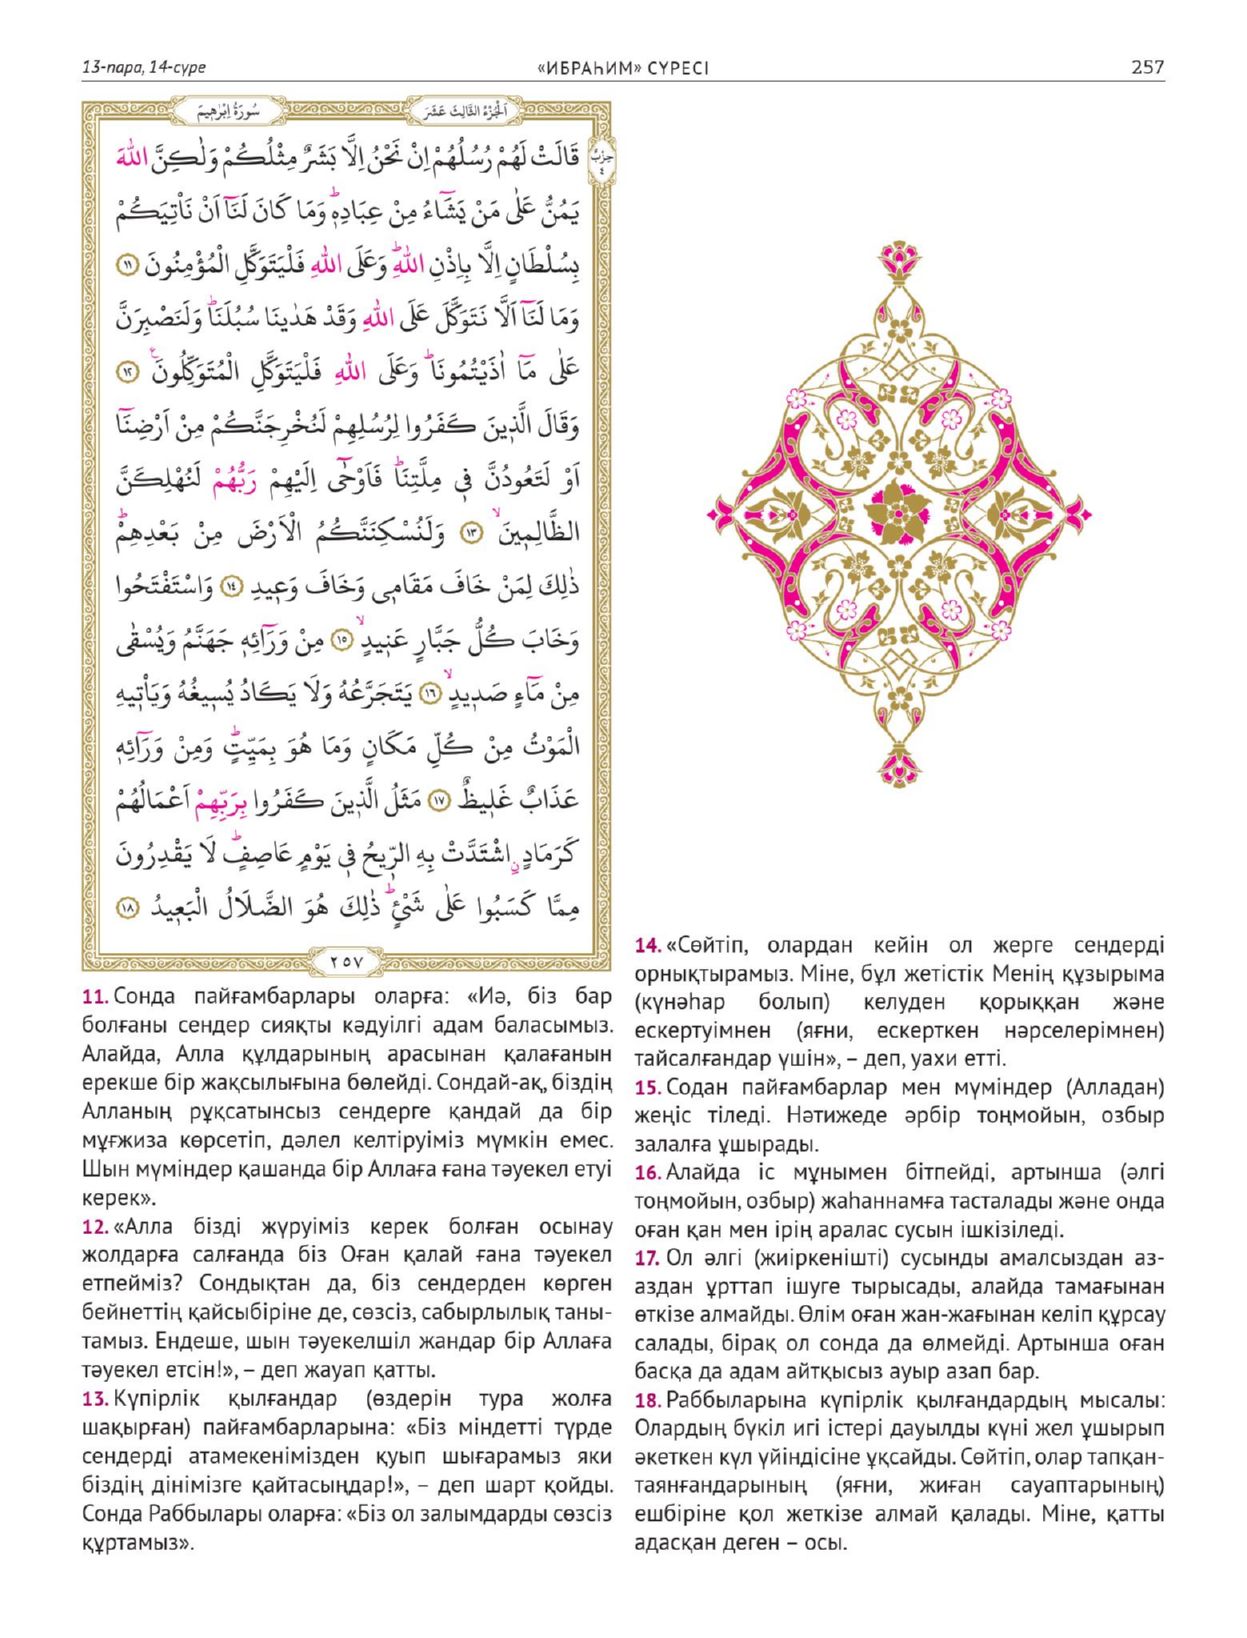 13-пара, 14-сүре
«ИБРАҺИМ» СҮРЕСІ
257
سُورَةُ اِبْرٰهِيمَ
اَلْجُزْءُ الثَّالِثَ عَشَرَ
حِزْبُ
٤
قَالَتْ لَهُمْ رُسُلُهُمْ اِنْ نَحْنُ اِلَّا بَشَرٌ مِثْلُكُمْ وَلٰكِنَّ اللّٰهَ
يَمُنُّ عَلٰى مَنْ يَشَٓاءُ مِنْ عِبَادِهٖۜ وَمَا كَانَ لَنَٓا اَنْ نَأْتِيَكُمْ
بِسُلْطَانٍ اِلَّا بِاِذْنِ اللّٰهِۜ وَعَلَى اللّٰهِ فَلْيَتَوَكَّلِ الْمُؤْمِنُونَ ﴿١١﴾
وَمَا لَنَٓا اَلَّا نَتَوَكَّلَ عَلَى اللّٰهِ وَقَدْ هَدٰينَا سُبُلَنَاۜ وَلَنَصْبِرَنَّ
عَلٰى مَٓا اٰذَيْتُمُونَاۜ وَعَلَى اللّٰهِ فَلْيَتَوَكَّلِ الْمُتَوَكِّلُونَ۟ ﴿١٢﴾
وَقَالَ الَّذٖينَ كَفَرُوا لِرُسُلِهِمْ لَنُخْرِجَنَّكُمْ مِنْ اَرْضِنَٓا
اَوْ لَتَعُودُنَّ فٖي مِلَّتِنَاۜ فَاَوْحٰٓى اِلَيْهِمْ رَبُّهُمْ لَنُهْلِكَنَّ
الظَّالِمٖينَۙ ﴿١٣﴾ وَلَنُسْكِنَنَّكُمُ الْاَرْضَ مِنْ بَعْدِهِمْۜ
ذٰلِكَ لِمَنْ خَافَ مَقَامٖي وَخَافَ وَعٖيدِ ﴿١٤﴾ وَاسْتَفْتَحُوا
وَخَابَ كُلُّ جَبَّارٍ عَنٖيدٍۙ ﴿١٥﴾ مِنْ وَرَٓائِهٖ جَهَنَّمُ وَيُسْقٰى
مِنْ مَٓاءٍ صَدٖيدٍۙ ﴿١٦﴾ يَتَجَرَّعُهُ وَلَا يَكَادُ يُسٖيغُهُ وَيَأْتٖيهِ
الْمَوْتُ مِنْ كُلِّ مَكَانٍ وَمَا هُوَ بِمَيِّتٍۜ وَمِنْ وَرَٓائِهٖ
عَذَابٌ غَلٖيظٌ ﴿١٧﴾ مَثَلُ الَّذٖينَ كَفَرُوا بِرَبِّهِمْ اَعْمَالُهُمْ
كَرَمَادٍۨ اشْتَدَّتْ بِهِ الرّٖيحُ فٖي يَوْمٍ عَاصِفٍۜ لَا يَقْدِرُونَ
مِمَّا كَسَبُوا عَلٰى شَيْءٍۜ ذٰلِكَ هُوَ الضَّلَالُ الْبَعٖيدُ ﴿١٨﴾
٢٥٧
11. Сонда пайғамбарлары оларға: «Иә, біз бар
болғаны сендер сияқты кәдуілгі адам баласымыз.
Алайда, Алла құлдарының арасынан қалағанын
ерекше бір жақсылығына бөлейді. Сондай-ақ, біздің
Алланың рұқсатынсыз сендерге қандай да бір
мұғжиза көрсетіп, дәлел келтіруіміз мүмкін емес.
Шын мүміндер қашанда бір Аллаға ғана тәуекел етуі
керек».
12. «Алла бізді жүруіміз керек болған осынау
жолдарға салғанда біз Оған қалай ғана тәуекел
етпейміз? Сондықтан да, біз сендерден көрген
бейнеттің қайсыбіріне де, сөзсіз, сабырлылық таны-
тамыз. Ендеше, шын тәуекелшіл жандар бір Аллаға
тәуекел етсін!», – деп жауап қатты.
13. Күпірлік қылғандар (өздерін тура жолға
шақырған) пайғамбарларына: «Біз міндетті түрде
сендерді атамекенімізден қуып шығарамыз яки
біздің дінімізге қайтасыңдар!», – деп шарт қойды.
Сонда Раббылары оларға: «Біз ол залымдарды сөзсіз
құртамыз».
14. «Сөйтіп, олардан кейін ол жерге сендерді
орнықтырамыз. Міне, бұл жетістік Менің құзырыма
(күнәһар болып) келуден қорыққан және
ескертуімнен (яғни, ескерткен нәрселерімнен)
тайсалғандар үшін», – деп, уахи етті.
15. Содан пайғамбарлар мен мүміндер (Алладан)
жеңіс тіледі. Нәтижеде әрбір тоңмойын, озбыр
залалға ұшырады.
16. Алайда іс мұнымен бітпейді, артынша (әлгі
тоңмойын, озбыр) жаһаннамға тасталады және онда
оған қан мен ірің аралас сусын ішкізіледі.
17. Ол әлгі (жиіркенішті) сусынды амалсыздан аз-
аздан ұрттап ішуге тырысады, алайда тамағынан
өткізе алмайды. Өлім оған жан-жағынан келіп құрсау
салады, бірақ ол сонда да өлмейді. Артынша оған
басқа да адам айтқысыз ауыр азап бар.
18. Раббыларына күпірлік қылғандардың мысалы:
Олардың бүкіл игі істері дауылды күні жел ұшырып
әкеткен күл үйіндісіне ұқсайды. Сөйтіп, олар тапқан-
таянғандарының (яғни, жиған сауаптарының)
ешбіріне қол жеткізе алмай қалады. Міне, қатты
адасқан деген – осы.